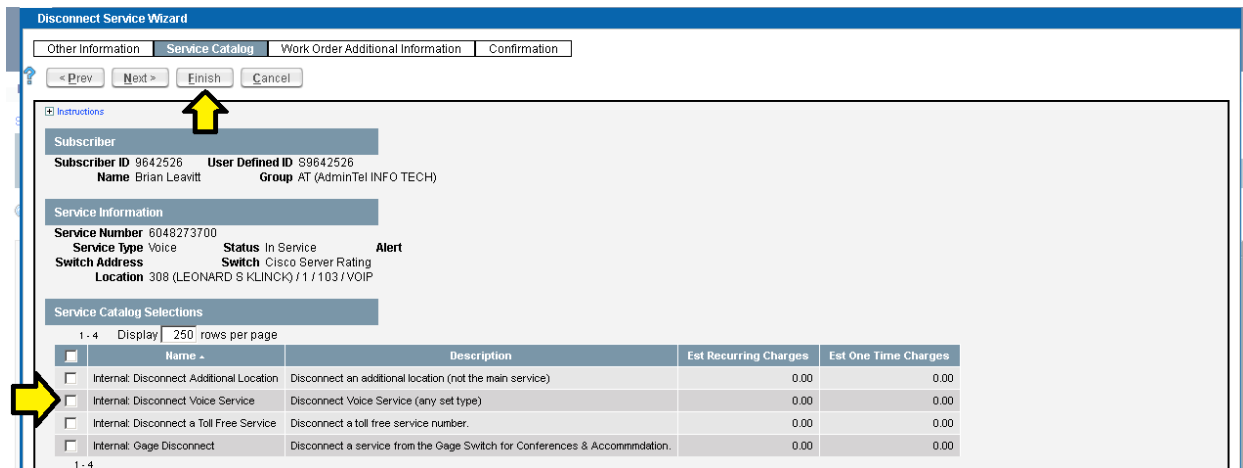 Disconnect Service Wizard
Other Information Service Catalog Work Order Additional Information Confirmation
? < Prev Next > Finish Cancel
+ Instructions
Subscriber
Subscriber ID 9642526 User Defined ID S9642526
Name Brian Leavitt Group AT (AdminTel INFO TECH)
Service Information
Service Number 6048273700
Service Type Voice Status In Service Alert
Switch Address Switch Cisco Server Rating
Location 308 (LEONARD S KLINCK) / 1 / 103 / VOIP
Service Catalog Selections
1 - 4 Display 250 rows per page
Name Description Est Recurring Charges Est One Time Charges
Internal: Disconnect Additional Location Disconnect an additional location (not the main service) 0.00 0.00
Internal: Disconnect Voice Service Disconnect Voice Service (any set type) 0.00 0.00
Internal: Disconnect a Toll Free Service Disconnect a toll free service number. 0.00 0.00
Internal: Gage Disconnect Disconnect a service from the Gage Switch for Conferences & Accommmdation. 0.00 0.00
1 - 4